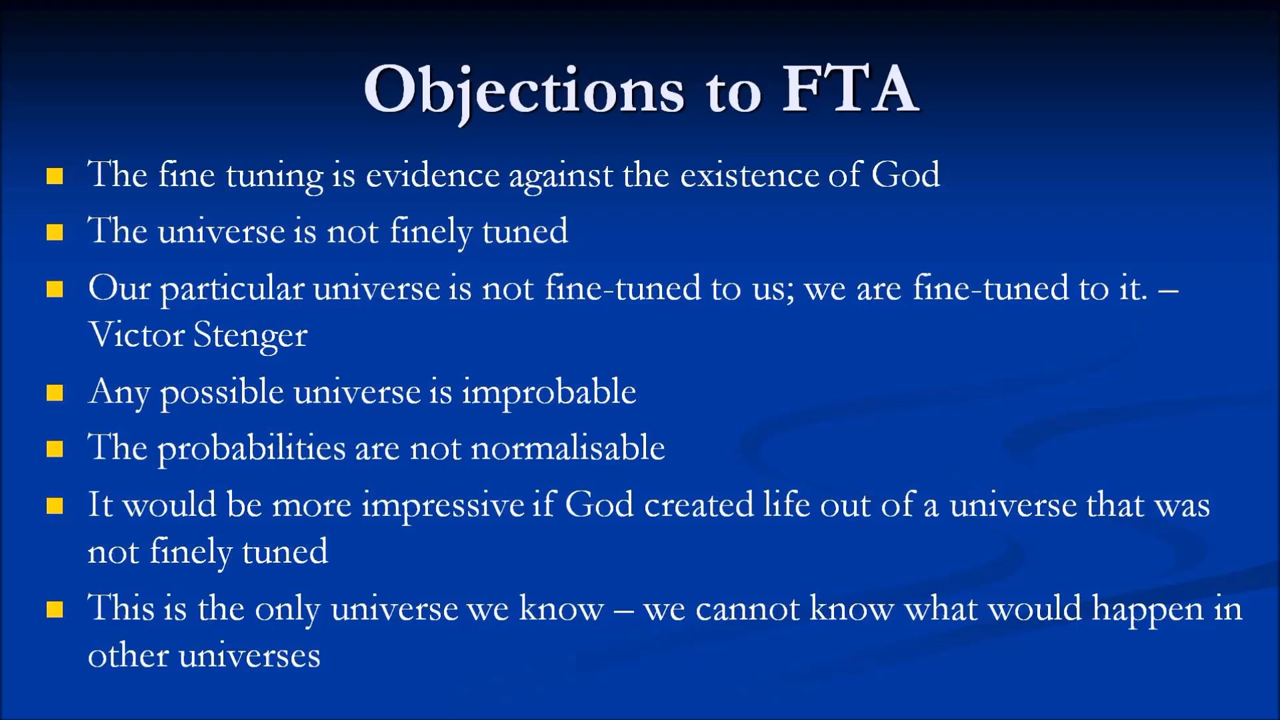 Objections to FTA
The fine tuning is evidence against the existence of God
The universe is not finely tuned
Our particular universe is not fine-tuned to us; we are fine-tuned to it. –
Victor Stenger
Any possible universe is improbable
The probabilities are not normalisable
It would be more impressive if God created life out of a universe that was
not finely tuned
This is the only universe we know – we cannot know what would happen in
other universes